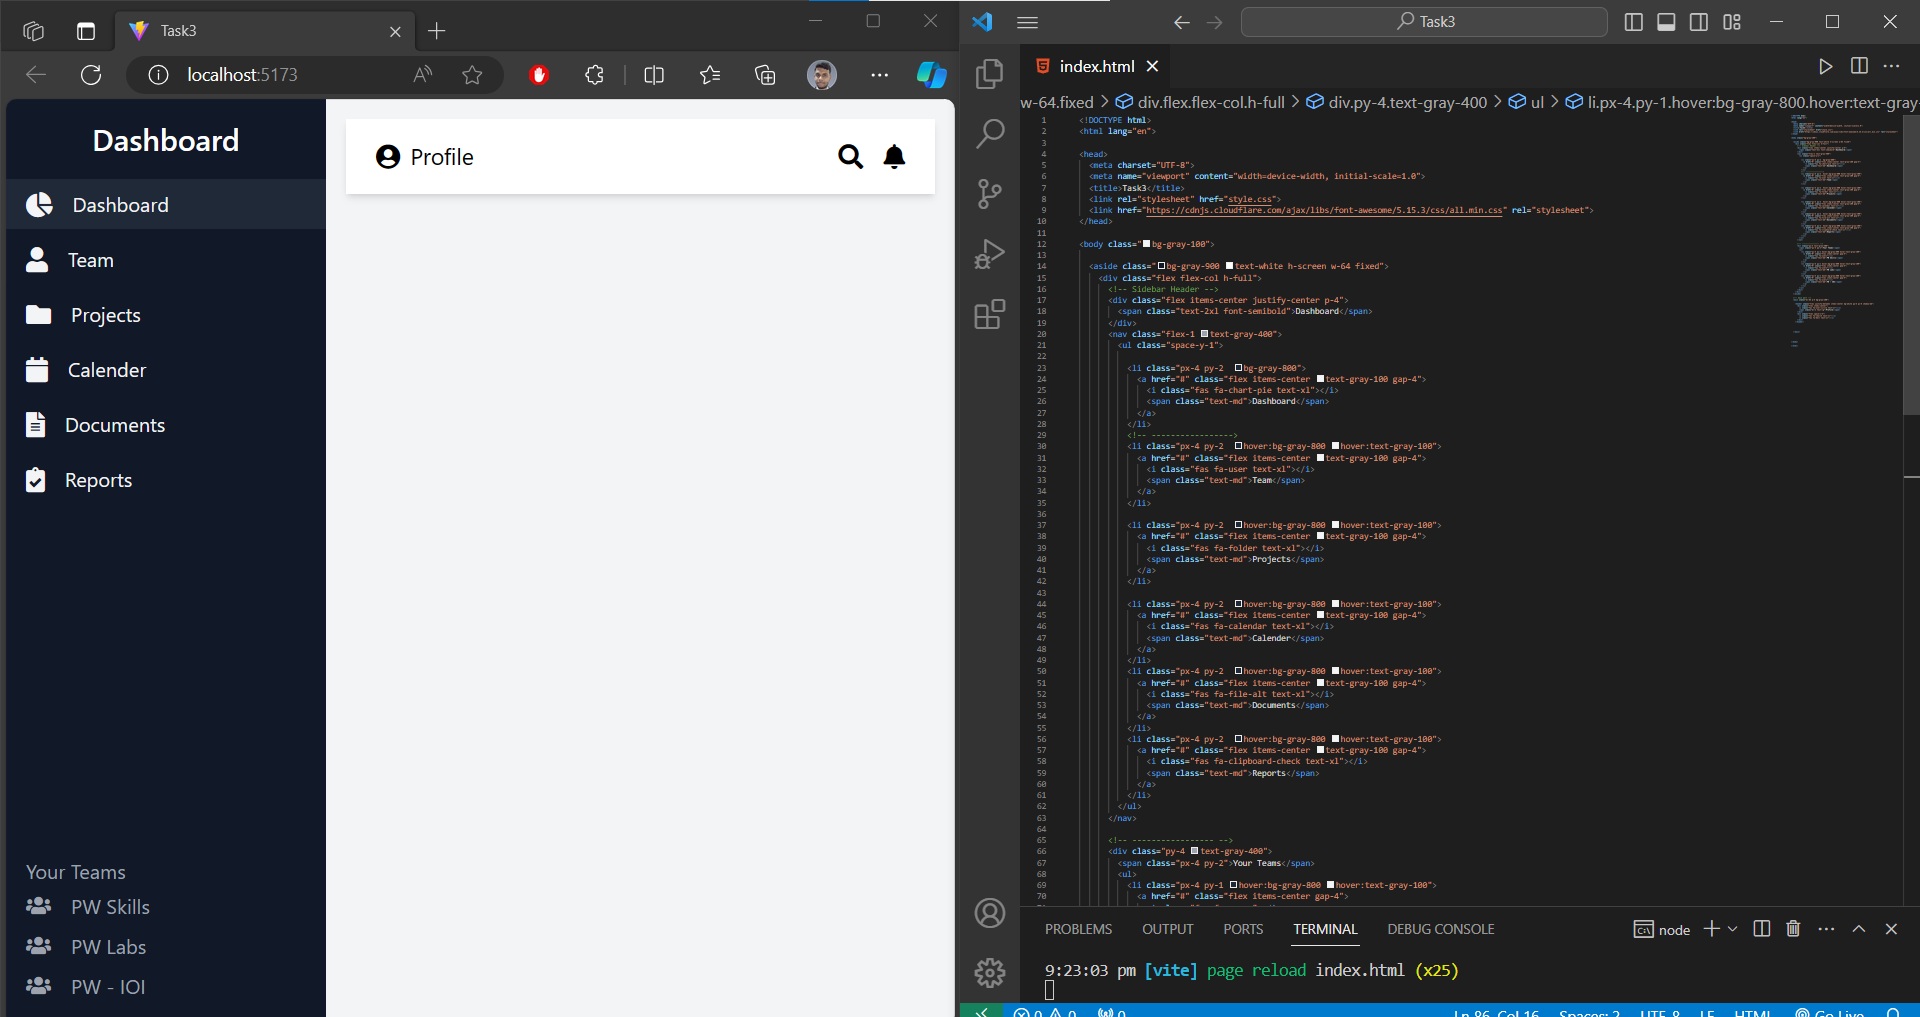 Task3
localhost:5173
Dashboard
Dashboard
Team
Projects
Calender
Documents
Reports
Your Teams
PW Skills
PW Labs
PW - IOI
Profile
Task3
index.html
w-64.fixed > div.flex.flex-col.h-full > div.py-4.text-gray-400 > ul > li.px-4.py-1.hover:bg-gray-800.hover:text-gray-
1 <!DOCTYPE html>
2 <html lang="en">
3
4 <head>
5 <meta charset="UTF-8">
6 <meta name="viewport" content="width=device-width, initial-scale=1.0">
7 <title>Task3</title>
8 <link rel="stylesheet" href="style.css">
9 <link href="https://cdnjs.cloudflare.com/ajax/libs/font-awesome/5.15.3/css/all.min.css" rel="stylesheet">
10 </head>
11
12 <body class="bg-gray-100">
13
14 <aside class="bg-gray-900 text-white h-screen w-64 fixed">
15 <div class="flex flex-col h-full">
16 <!-- Sidebar Header -->
17 <div class="flex items-center justify-center p-4">
18 <span class="text-2xl font-semibold">Dashboard</span>
19 </div>
20 <nav class="flex-1 text-gray-400">
21 <ul class="space-y-1">
22
23 <li class="px-4 py-2 bg-gray-800">
24 <a href="#" class="flex items-center text-gray-100 gap-4">
25 <i class="fas fa-chart-pie text-xl"></i>
26 <span class="text-md">Dashboard</span>
27 </a>
28 </li>
29 <!-- ----------------->
30 <li class="px-4 py-2 hover:bg-gray-800 hover:text-gray-100">
31 <a href="#" class="flex items-center text-gray-100 gap-4">
32 <i class="fas fa-user text-xl"></i>
33 <span class="text-md">Team</span>
34 </a>
35 </li>
36
37 <li class="px-4 py-2 hover:bg-gray-800 hover:text-gray-100">
38 <a href="#" class="flex items-center text-gray-100 gap-4">
39 <i class="fas fa-folder text-xl"></i>
40 <span class="text-md">Projects</span>
41 </a>
42 </li>
43
44 <li class="px-4 py-2 hover:bg-gray-800 hover:text-gray-100">
45 <a href="#" class="flex items-center text-gray-100 gap-4">
46 <i class="fas fa-calendar text-xl"></i>
47 <span class="text-md">Calender</span>
48 </a>
49 </li>
50 <li class="px-4 py-2 hover:bg-gray-800 hover:text-gray-100">
51 <a href="#" class="flex items-center text-gray-100 gap-4">
52 <i class="fas fa-file-alt text-xl"></i>
53 <span class="text-md">Documents</span>
54 </a>
55 </li>
56 <li class="px-4 py-2 hover:bg-gray-800 hover:text-gray-100">
57 <a href="#" class="flex items-center text-gray-100 gap-4">
58 <i class="fas fa-clipboard-check text-xl"></i>
59 <span class="text-md">Reports</span>
60 </a>
61 </li>
62 </ul>
63 </nav>
64
65 <!-- ----------------- -->
66 <div class="py-4 text-gray-400">
67 <span class="px-4 py-2">Your Teams</span>
68 <ul>
69 <li class="px-4 py-1 hover:bg-gray-800 hover:text-gray-100">
70 <a href="#" class="flex items-center gap-4">
PROBLEMS OUTPUT PORTS TERMINAL DEBUG CONSOLE node
9:23:03 pm [vite] page reload index.html (x25)
0 0 0 Ln 86, Col 16 Spaces: 2 UTF-8 LF HTML Go Live